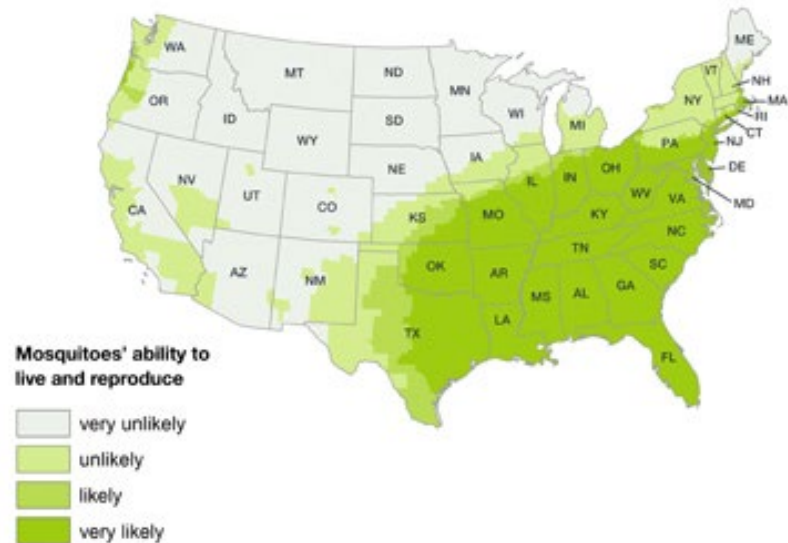 ME
WA
VT
MT
ND
NH
MN
OR
NY
MA
WI
ID
SD
RI
MI
CT
WY
PA
NJ
IA
NE
OH
DE
NV
IL
IN
UT
WV
CO
VA
MD
CA
KS
MO
KY
NC
TN
OK
AZ
NM
AR
SC
MS
AL
GA
LA
TX
FL
Mosquitoes' ability to
live and reproduce
very unlikely
unlikely
likely
very likely